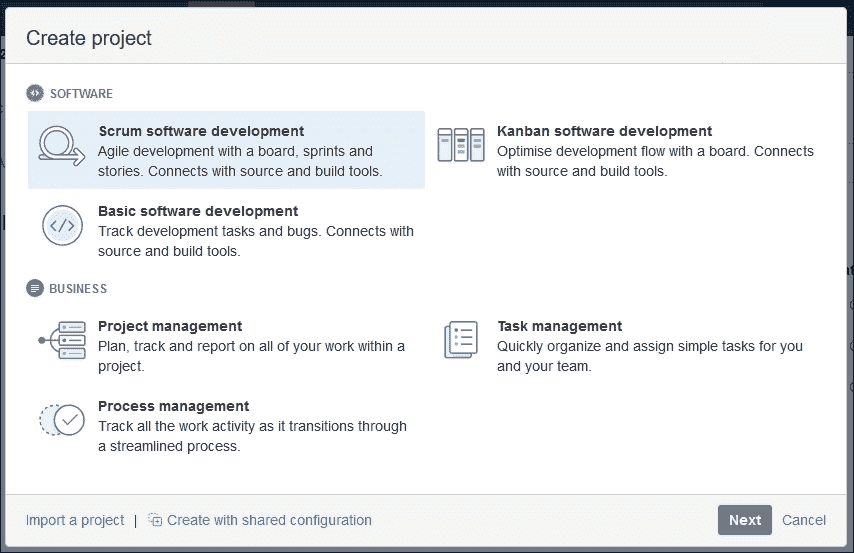 Create project
SOFTWARE
Scrum software development
Agile development with a board, sprints and
stories. Connects with source and build tools.
Kanban software development
Optimise development flow with a board. Connects
with source and build tools.
Basic software development
Track development tasks and bugs. Connects with
source and build tools.
BUSINESS
Project management
Plan, track and report on all of your work within a
project.
Task management
Quickly organize and assign simple tasks for you
and your team.
Process management
Track all the work activity as it transitions through
a streamlined process.
Import a project | Create with shared configuration
Next Cancel